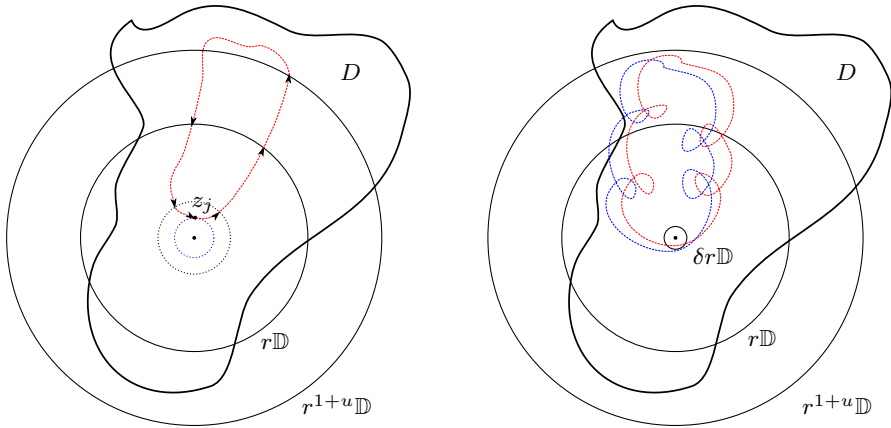 D
z_j
r𝔻
r^{1+u}𝔻
D
δr𝔻
r𝔻
r^{1+u}𝔻